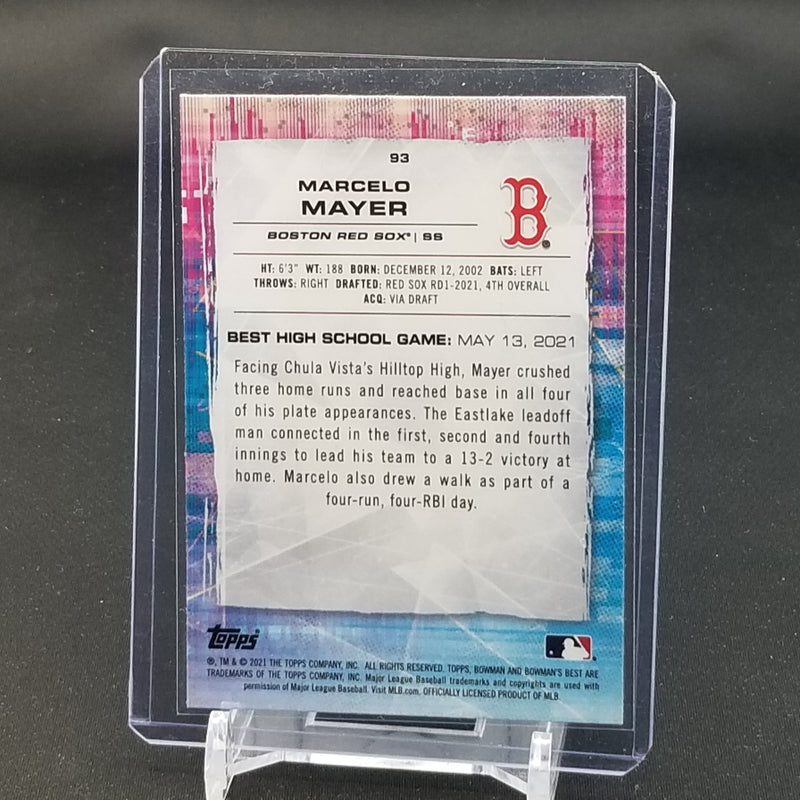 93
MARCELO
MAYER
B
BOSTON RED SOX® | SS
HT: 6'3" WT: 188 BORN: DECEMBER 12, 2002 BATS: LEFT
THROWS: RIGHT DRAFTED: RED SOX RD1-2021, 4TH OVERALL
ACQ: VIA DRAFT
BEST HIGH SCHOOL GAME: MAY 13, 2021
Facing Chula Vista's Hilltop High, Mayer crushed
three home runs and reached base in all four
of his plate appearances. The Eastlake leadoff
man connected in the first, second and fourth
innings to lead his team to a 13-2 victory at
home. Marcelo also drew a walk as part of a
four-run, four-RBI day.
Topps
®, TM & © 2021 THE TOPPS COMPANY, INC. ALL RIGHTS RESERVED. TOPPS, BOWMAN AND BOWMAN'S BEST ARE
TRADEMARKS OF THE TOPPS COMPANY, INC. Major League Baseball trademarks and copyrights are used with
permission of Major League Baseball. Visit MLB.com. OFFICIALLY LICENSED PRODUCT OF MLB.